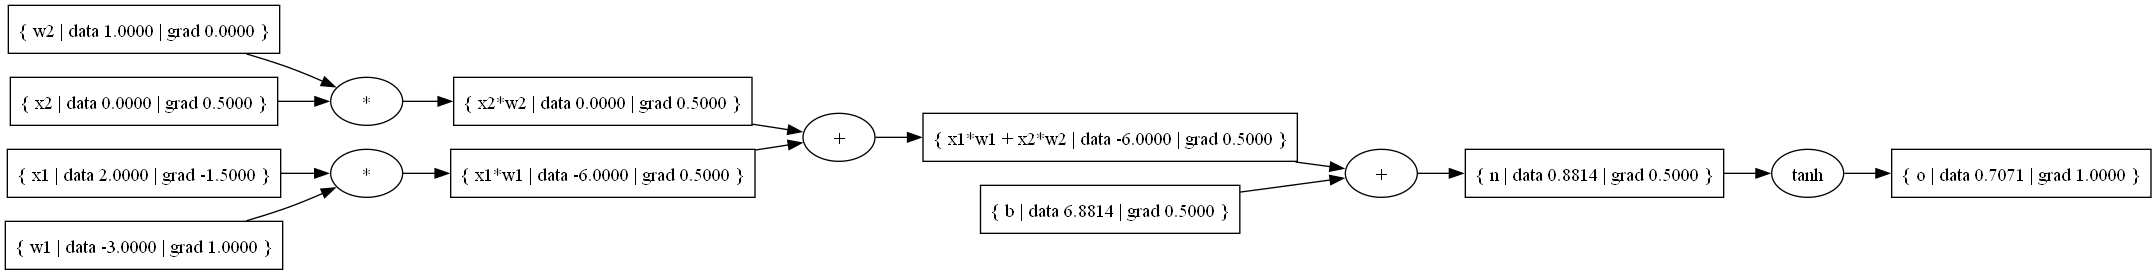 { w2 | data 1.0000 | grad 0.0000 }
{ x2 | data 0.0000 | grad 0.5000 }
*
{ x2*w2 | data 0.0000 | grad 0.5000 }
{ x1 | data 2.0000 | grad -1.5000 }
*
{ x1*w1 | data -6.0000 | grad 0.5000 }
{ w1 | data -3.0000 | grad 1.0000 }
+
{ x1*w1 + x2*w2 | data -6.0000 | grad 0.5000 }
{ b | data 6.8814 | grad 0.5000 }
+
{ n | data 0.8814 | grad 0.5000 }
tanh
{ o | data 0.7071 | grad 1.0000 }